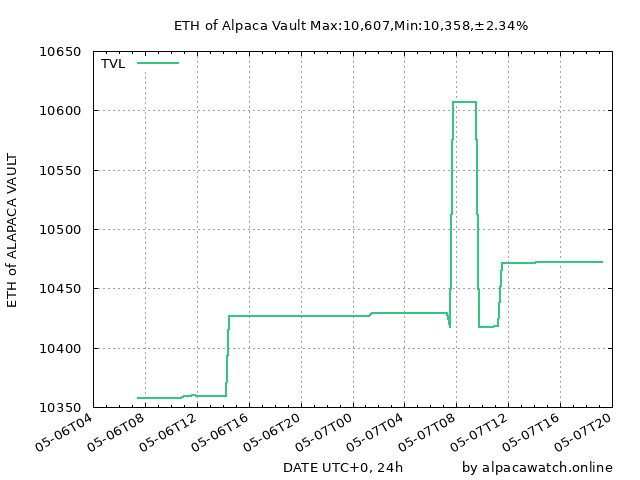 ETH of Alpaca Vault Max:10,607,Min:10,358,±2.34%
TVL
10650
10600
10550
10500
10450
10400
10350
ETH of ALAPACA VAULT
05-06T04
05-06T08
05-06T12
05-06T16
05-06T20
05-07T00
05-07T04
05-07T08
05-07T12
05-07T16
05-07T20
DATE UTC+0, 24h
by alpacawatch.online